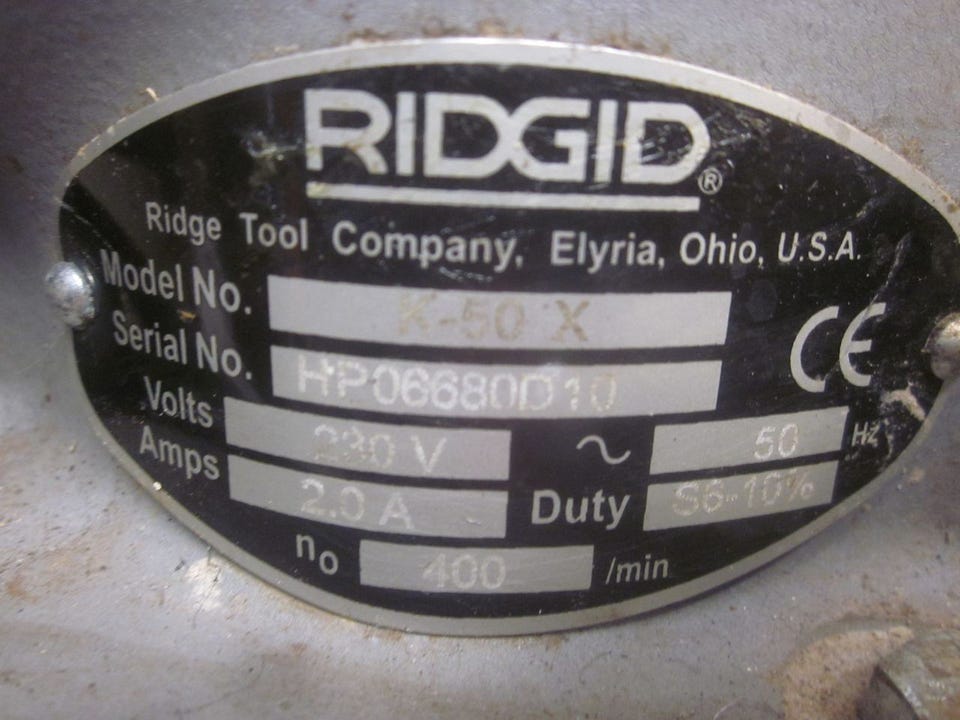 RIDGID®
Ridge Tool Company, Elyria, Ohio, U.S.A.
Model No. K-50 X
Serial No. HP06680D10
CE
Volts 230 V ~ 50 Hz
Amps 2.0 A Duty S6-10%
no 400 /min